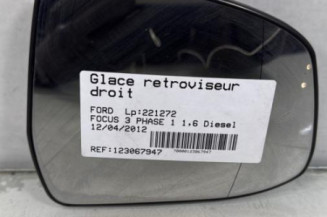 Glace retroviseur
droit
FORD Lp:221272
FOCUS 3 PHASE 1 1.6 Diesel
12/04/2012
REF:123067947